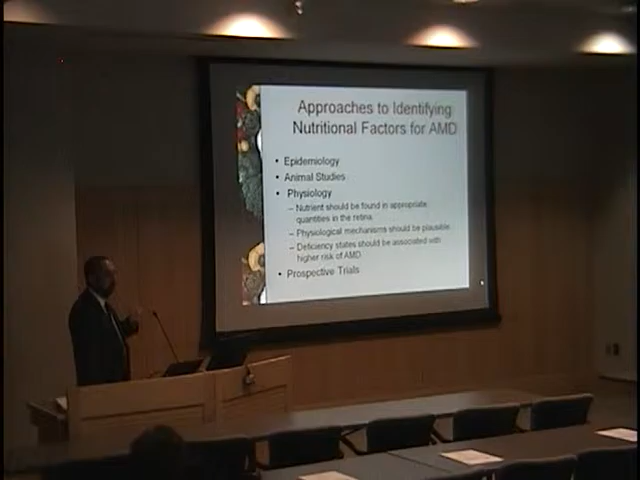 Approaches to Identifying
Nutritional Factors for AMD
• Epidemiology
• Animal Studies
• Physiology
– Nutrient should be found in appropriate
quantities in the retina.
– Physiological mechanisms should be plausible.
– Deficiency states should be associated with
higher risk of AMD.
• Prospective Trials